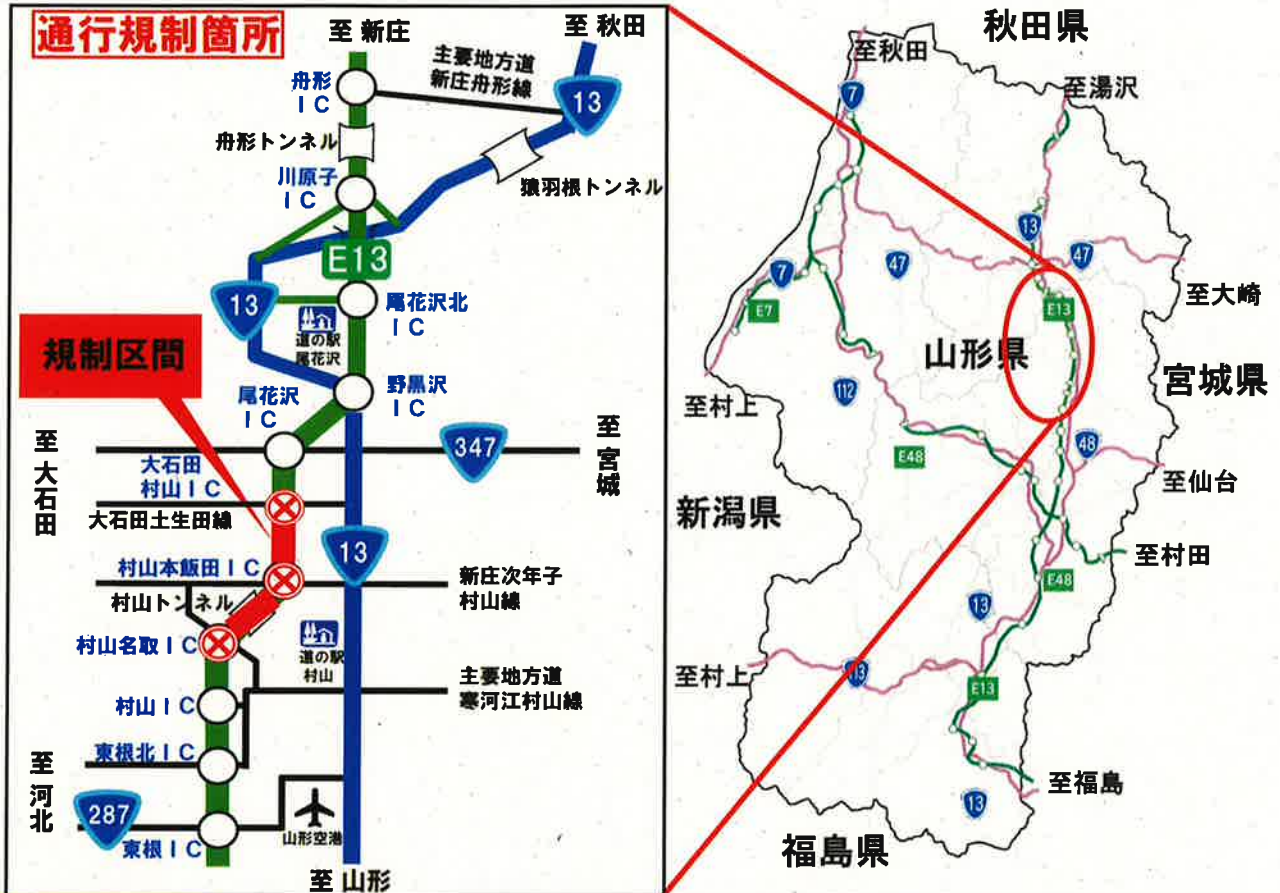 通行規制箇所
至 新庄
至 秋田
主要地方道
新庄舟形線
舟形
IC
13
舟形トンネル
猿羽根トンネル
川原子
IC
E13
13
尾花沢北
IC
道の駅
尾花沢
規制区間
野黒沢
IC
尾花沢
IC
至大石田
347
至宮城
大石田
村山IC
大石田土生田線
13
村山本飯田IC
新庄次年子
村山線
村山トンネル
村山名取IC
道の駅
村山
主要地方道
寒河江村山線
村山IC
東根北IC
至河北
287
山形空港
東根IC
至 山形
秋田県
至秋田
至湯沢
7
13
47
47
7
至大崎
E7
E13
山形県
宮城県
112
至村上
48
E48
至仙台
新潟県
至村田
E48
13
至村上
E13
至福島
13
福島県